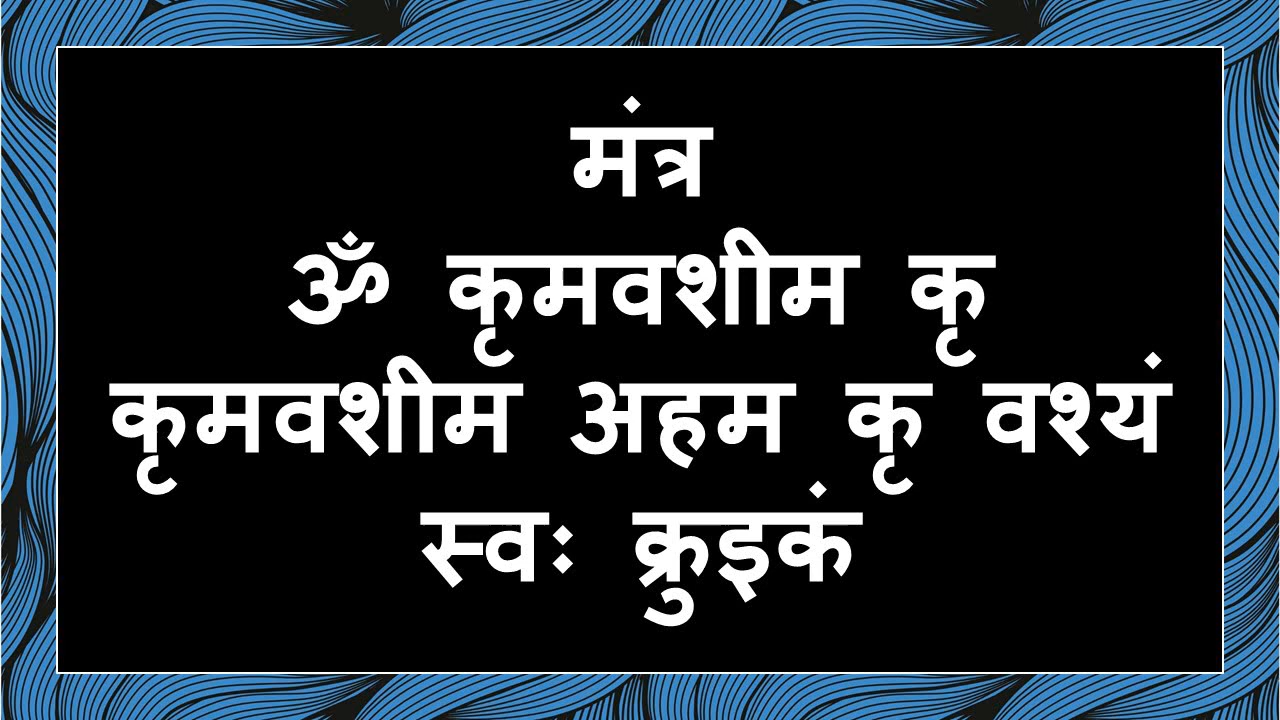 मंत्र
ॐ कृमवशीम कृ
कृमवशीम अहम कृ वश्यं
स्वः क्रुइकं